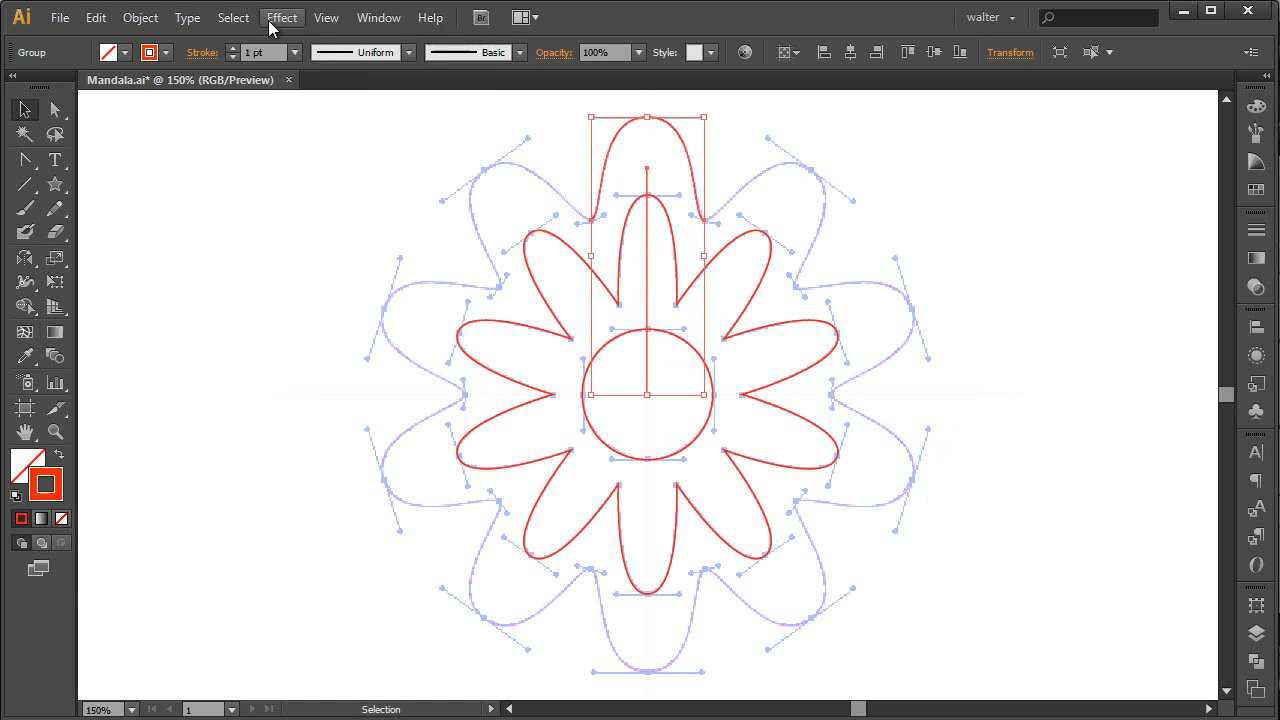 Ai File Edit Object Type Select Effect View Window Help Br walter
Group Stroke: 1 pt Uniform Basic Opacity: 100% Style: Transform
Mandala.ai* @ 150% (RGB/Preview) ×
150% 1 Selection